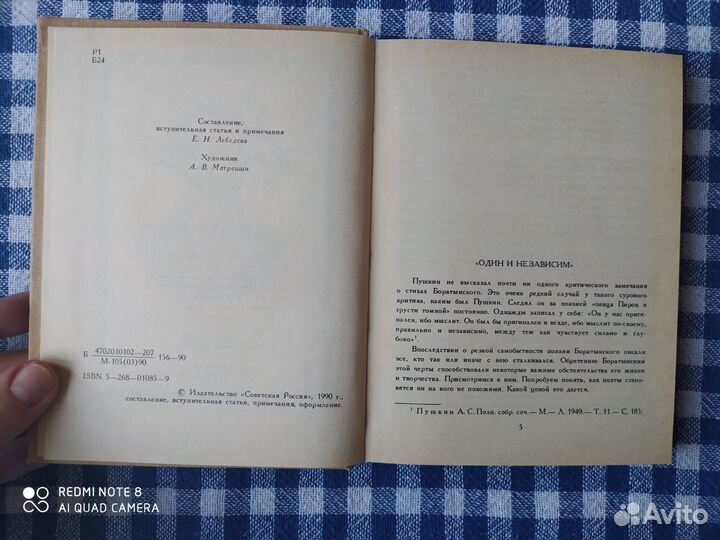 Р1
Б24
Составление,
вступительная статья и примечания
Е. Н. Лебедева
Художник
А. В. Матрешин
Б 4702010102—207 156—90
М-105(03)90
ISBN 5—268—01085—9
© Издательство «Советская Россия», 1990 г.,
составление, вступительная статья, примечания, оформление.
«ОДИН И НЕЗАВИСИМ»
Пушкин не высказал почти ни одного критического замечания
о стихах Боратынского. Это очень редкий случай у такого сурового
критика, каким был Пушкин. Следил он за поэзией «певца Пиров и
грусти томной» постоянно. Однажды записал у себя: «Он у нас ориги-
нален, ибо мыслит. Он был бы оригинален и везде, ибо мыслит по-своему,
правильно и независимо, между тем как чувствует сильно и глу-
боко»¹.
Впоследствии о резкой самобытности поэзии Боратынского писали
все, кто так или иначе с нею сталкивался. Обретению Боратынским
этой черты способствовали некоторые важные обстоятельства его жизни
и творчества. Присмотримся к ним. Попробуем понять, как поэты стано-
вятся ни на кого не похожими. Какой ценой это дается.
¹ Пушкин А. С. Полн. собр. соч.— М.— Л. 1949.— Т. 11.— С. 185.
5
REDMI NOTE 8
AI QUAD CAMERA
Avito